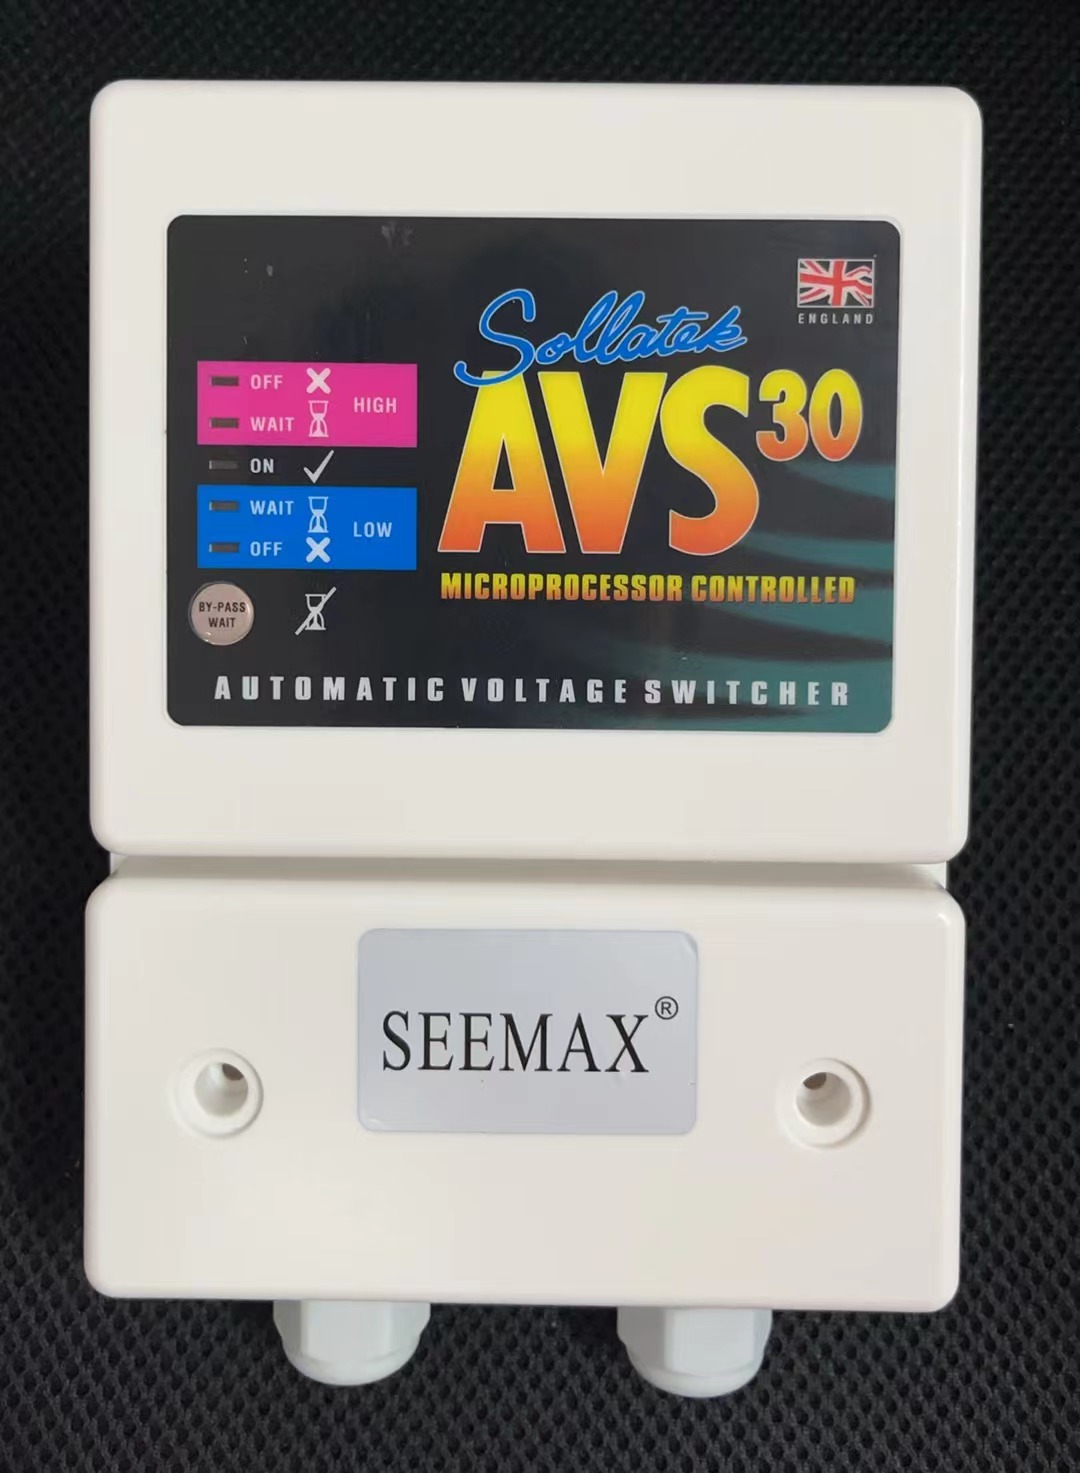 ENGLAND
Sollatek
AVS30
MICROPROCESSOR CONTROLLED
OFF
WAIT
HIGH
ON
WAIT
LOW
OFF
BY-PASS
WAIT
AUTOMATIC VOLTAGE SWITCHER
SEEMAX®